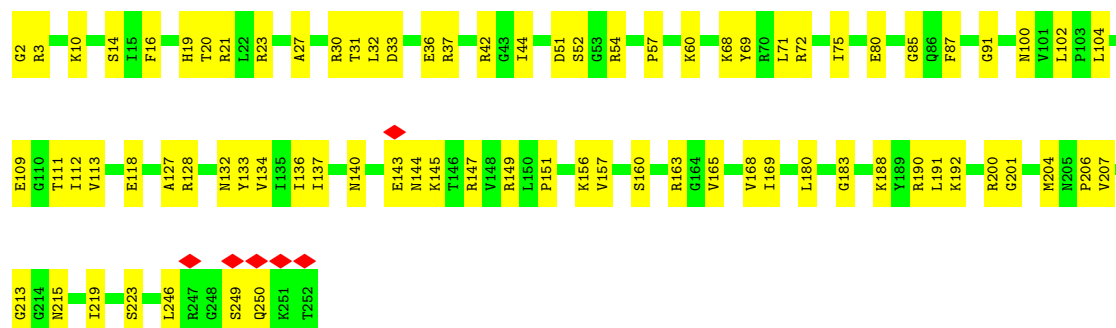 G2 R3 K10 S14 I15 F16 H19 T20 R21 L22 R23 A27 R30 T31 L32 D33 E36 R37 R42 G43 I44 D51 S52 G53 R54 P57 K60 K68 Y69 R70 L71 R72 I75 E80 G85 Q86 F87 G91 N100 V101 L102 P103 L104
E109 G110 T111 I112 V113 E118 A127 R128 N132 Y133 V134 I135 I136 I137 N140 E143 N144 K145 T146 R147 V148 R149 L150 P151 K156 V157 S160 R163 G164 V165 V168 I169 L180 G183 K188 Y189 R190 L191 K192 R200 G201 M204 N205 P206 V207
G213 G214 N215 I219 S223 L246 R247 G248 S249 Q250 K251 T252